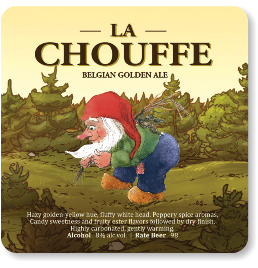 LA
CHOUFFE
BELGIAN GOLDEN ALE
Hazy golden-yellow hue, fluffy white head. Peppery spice aromas,
Candy sweetness and fruity ester flavors followed by dry finish.
Highly carbonated, gently warming.
Alcohol 8% alc.vol. | Rate Beer 98